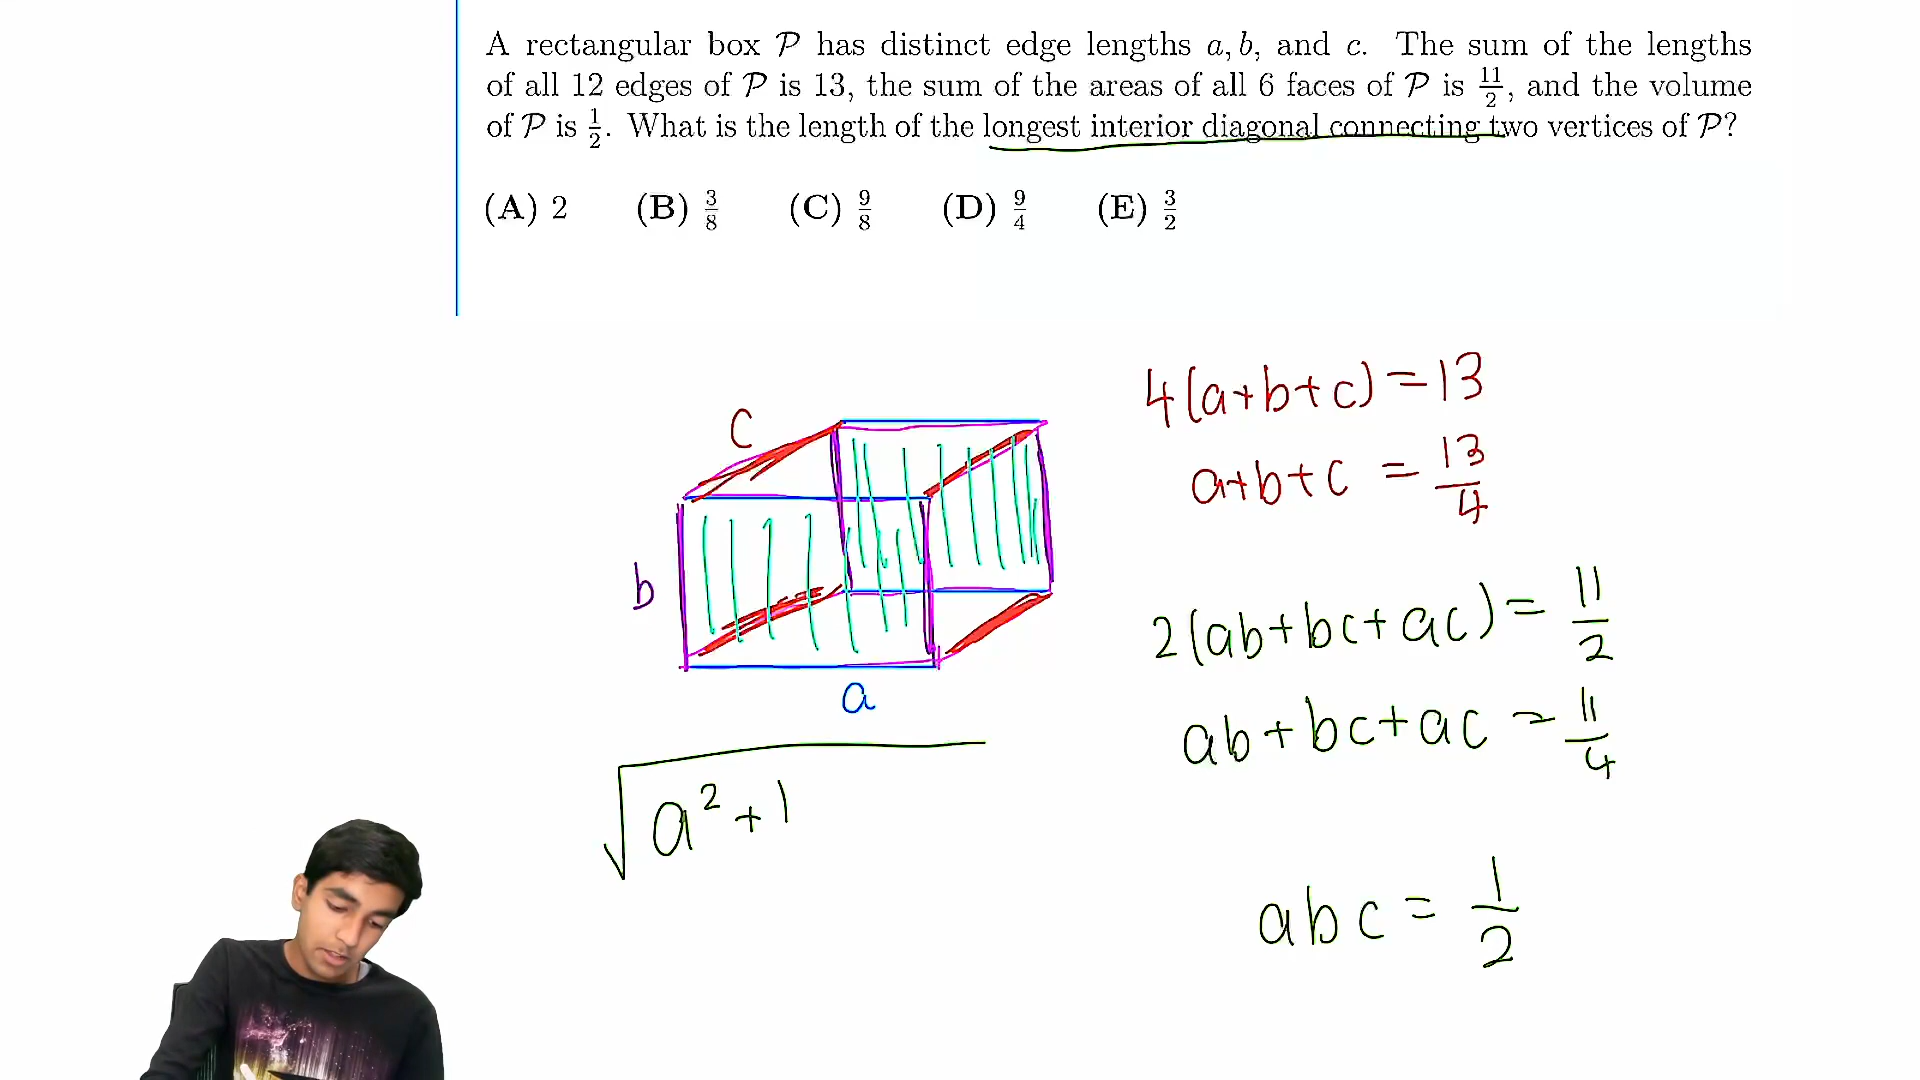 A rectangular box 𝒫 has distinct edge lengths a, b, and c. The sum of the lengths
of all 12 edges of 𝒫 is 13, the sum of the areas of all 6 faces of 𝒫 is 11/2, and the volume
of 𝒫 is 1/2. What is the length of the longest interior diagonal connecting two vertices of 𝒫?
(A) 2 (B) 3/8 (C) 9/8 (D) 9/4 (E) 3/2
4(a+b+c)=13
c
a+b+c = 13/4
b
2(ab+bc+ac)= 11/2
a
ab+bc+ac = 11/4
√a²+1
abc = 1/2